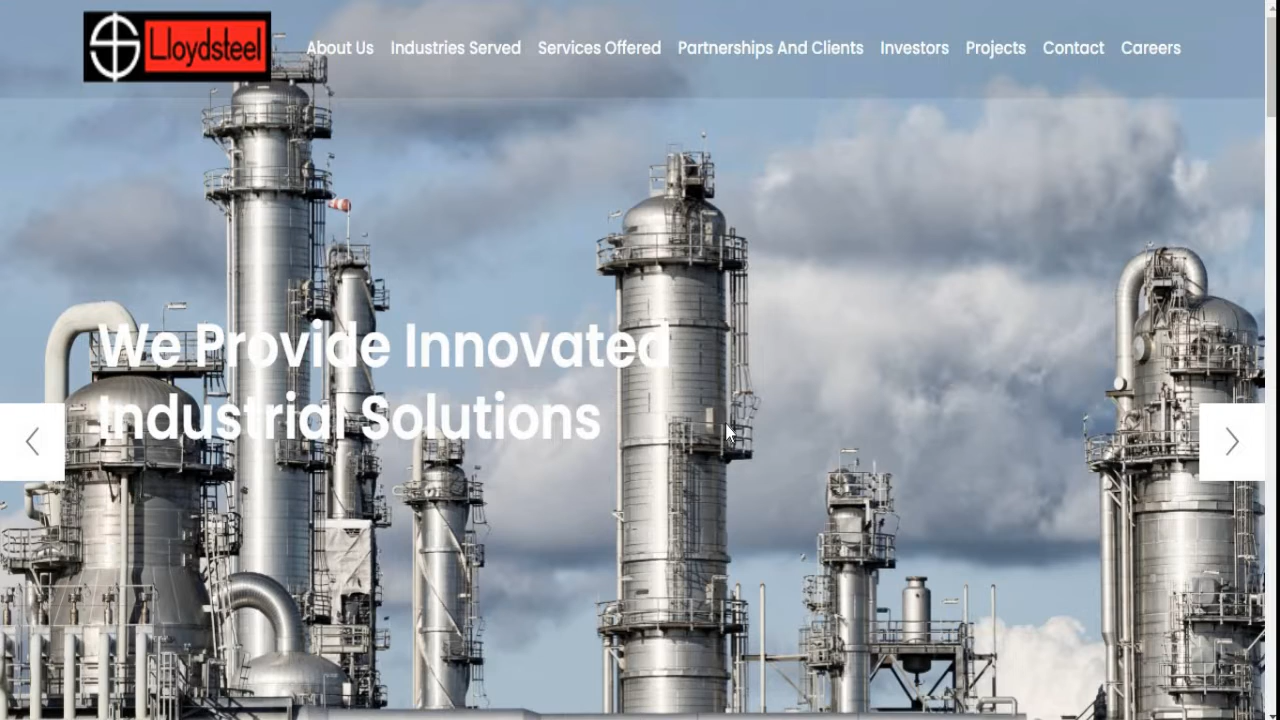 Lloydsteel
About Us Industries Served Services Offered Partnerships And Clients Investors Projects Contact Careers
We Provide Innovated
Industrial Solutions